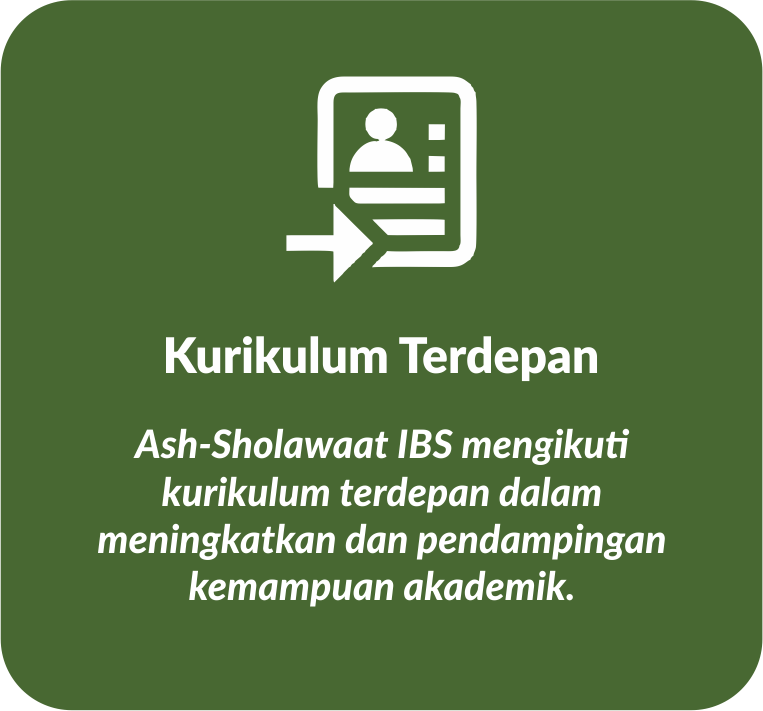 Kurikulum Terdepan
Ash-Sholawaat IBS mengikuti
kurikulum terdepan dalam
meningkatkan dan pendampingan
kemampuan akademik.